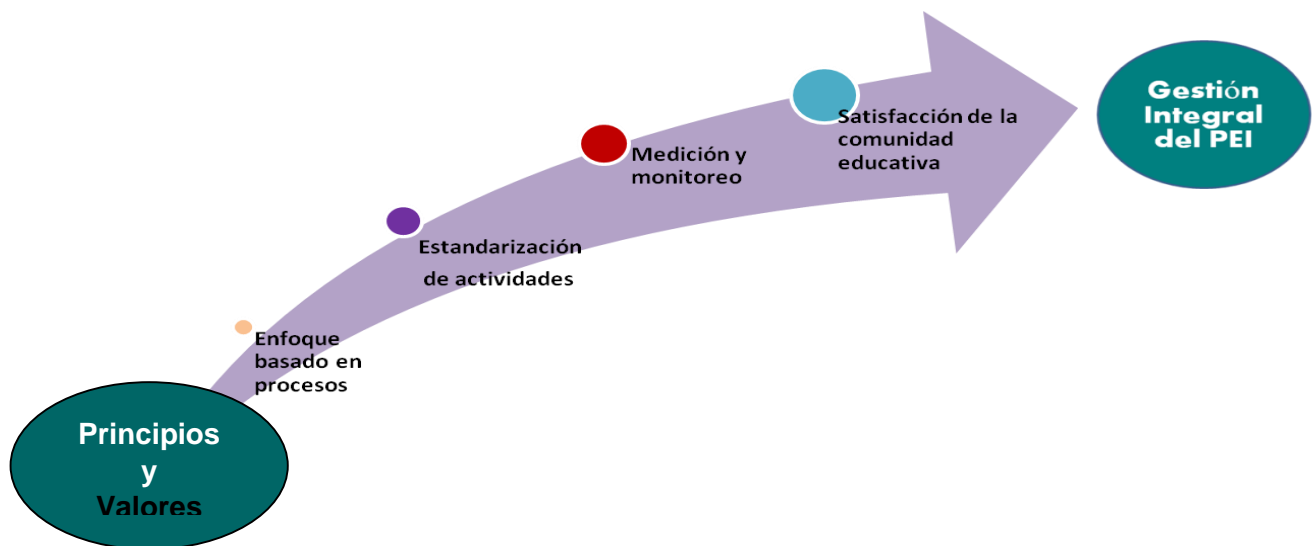 Principios
y
Valores
Enfoque
basado en
procesos
Estandarización
de actividades
Medición y
monitoreo
Satisfacción de la
comunidad
educativa
Gestión
Integral
del PEI